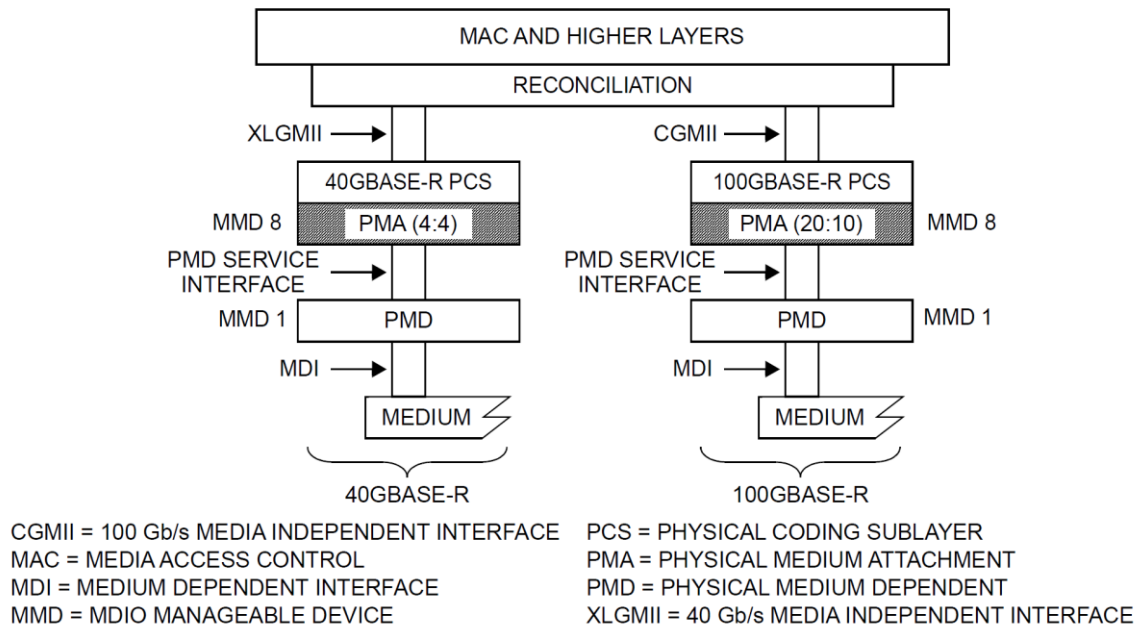 MAC AND HIGHER LAYERS
RECONCILIATION
XLGMII
CGMII
40GBASE-R PCS
100GBASE-R PCS
MMD 8
PMA (4:4)
PMA (20:10)
MMD 8
PMD SERVICE
INTERFACE
PMD SERVICE
INTERFACE
MMD 1
PMD
PMD
MMD 1
MDI
MDI
MEDIUM
MEDIUM
40GBASE-R
100GBASE-R
CGMII = 100 Gb/s MEDIA INDEPENDENT INTERFACE
MAC = MEDIA ACCESS CONTROL
MDI = MEDIUM DEPENDENT INTERFACE
MMD = MDIO MANAGEABLE DEVICE
PCS = PHYSICAL CODING SUBLAYER
PMA = PHYSICAL MEDIUM ATTACHMENT
PMD = PHYSICAL MEDIUM DEPENDENT
XLGMII = 40 Gb/s MEDIA INDEPENDENT INTERFACE